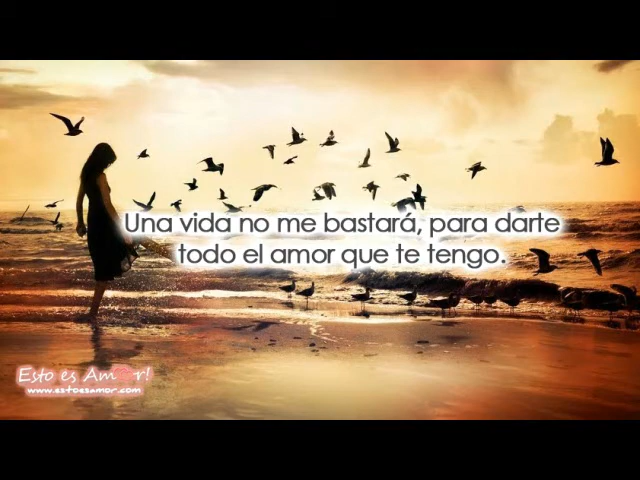 Una vida no me bastará, para darte
todo el amor que te tengo.
Esto es Amor!
www.estoesamor.com